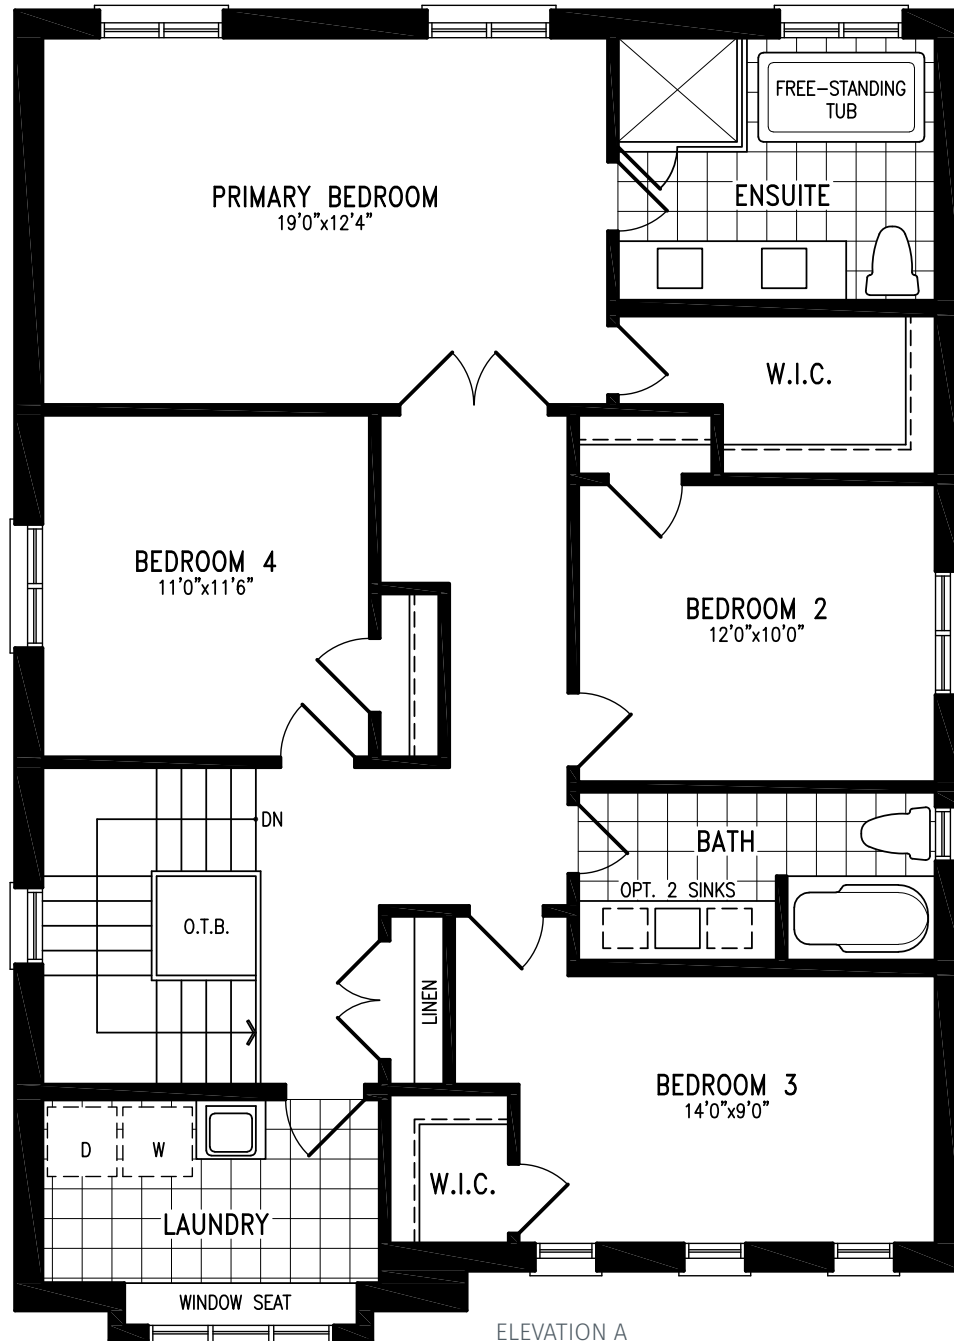 FREE-STANDING
TUB
PRIMARY BEDROOM
19'0"x12'4"
ENSUITE
W.I.C.
BEDROOM 4
11'0"x11'6"
BEDROOM 2
12'0"x10'0"
DN
BATH
OPT. 2 SINKS
O.T.B.
LINEN
BEDROOM 3
14'0"x9'0"
D
W
W.I.C.
LAUNDRY
WINDOW SEAT
ELEVATION A